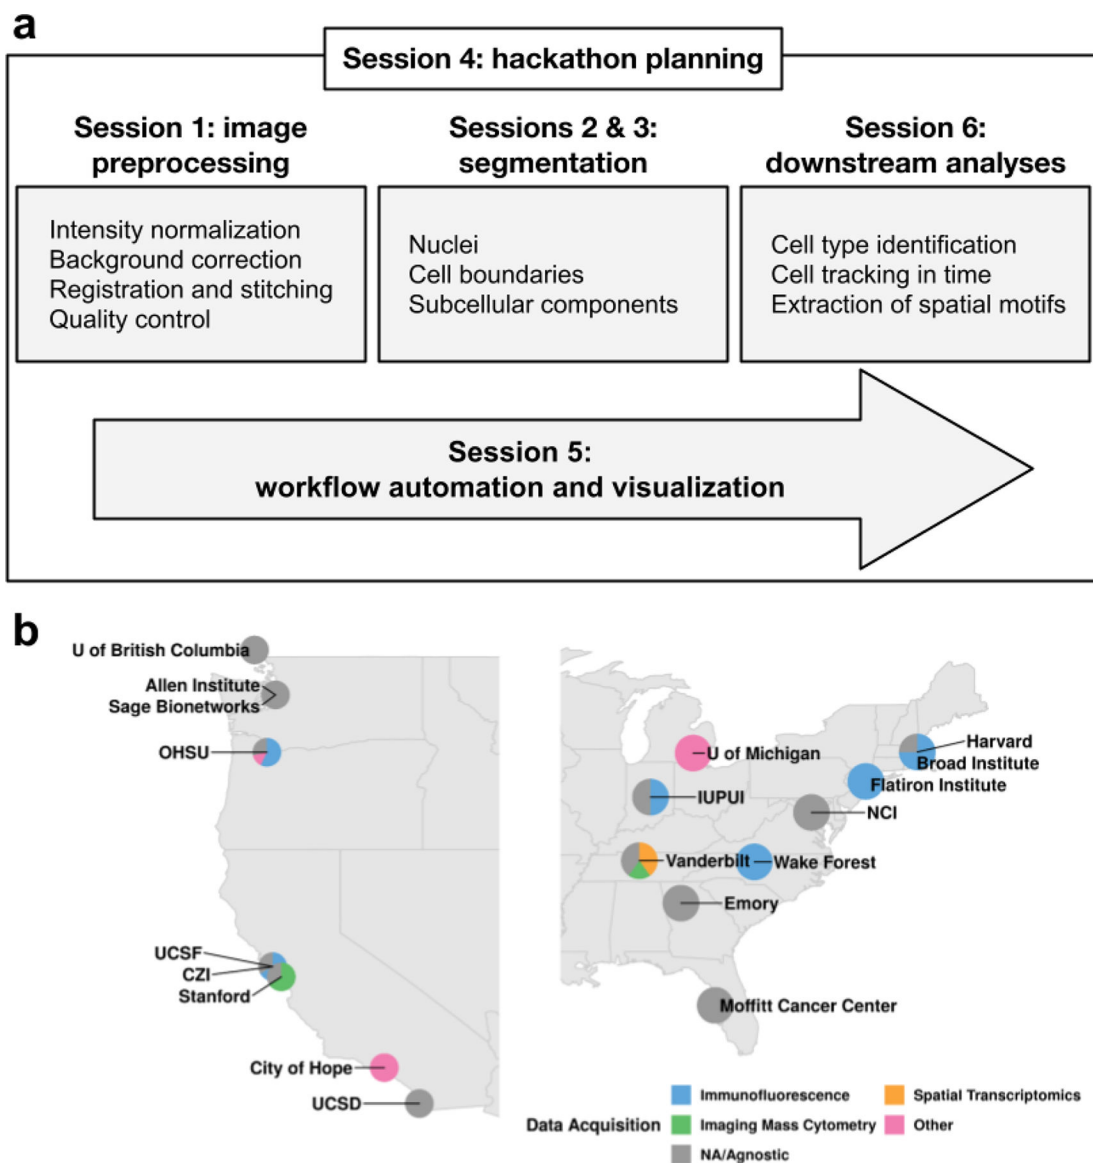 a
Session 4: hackathon planning
Session 1: image
preprocessing
Intensity normalization
Background correction
Registration and stitching
Quality control
Sessions 2 & 3:
segmentation
Nuclei
Cell boundaries
Subcellular components
Session 6:
downstream analyses
Cell type identification
Cell tracking in time
Extraction of spatial motifs
Session 5:
workflow automation and visualization
b
U of British Columbia
Allen Institute
Sage Bionetworks
OHSU
UCSF
CZI
Stanford
City of Hope
UCSD
U of Michigan
Harvard
Broad Institute
Flatiron Institute
IUPUI
NCI
Vanderbilt
Wake Forest
Emory
Moffitt Cancer Center
Data Acquisition
Immunofluorescence
Imaging Mass Cytometry
NA/Agnostic
Spatial Transcriptomics
Other